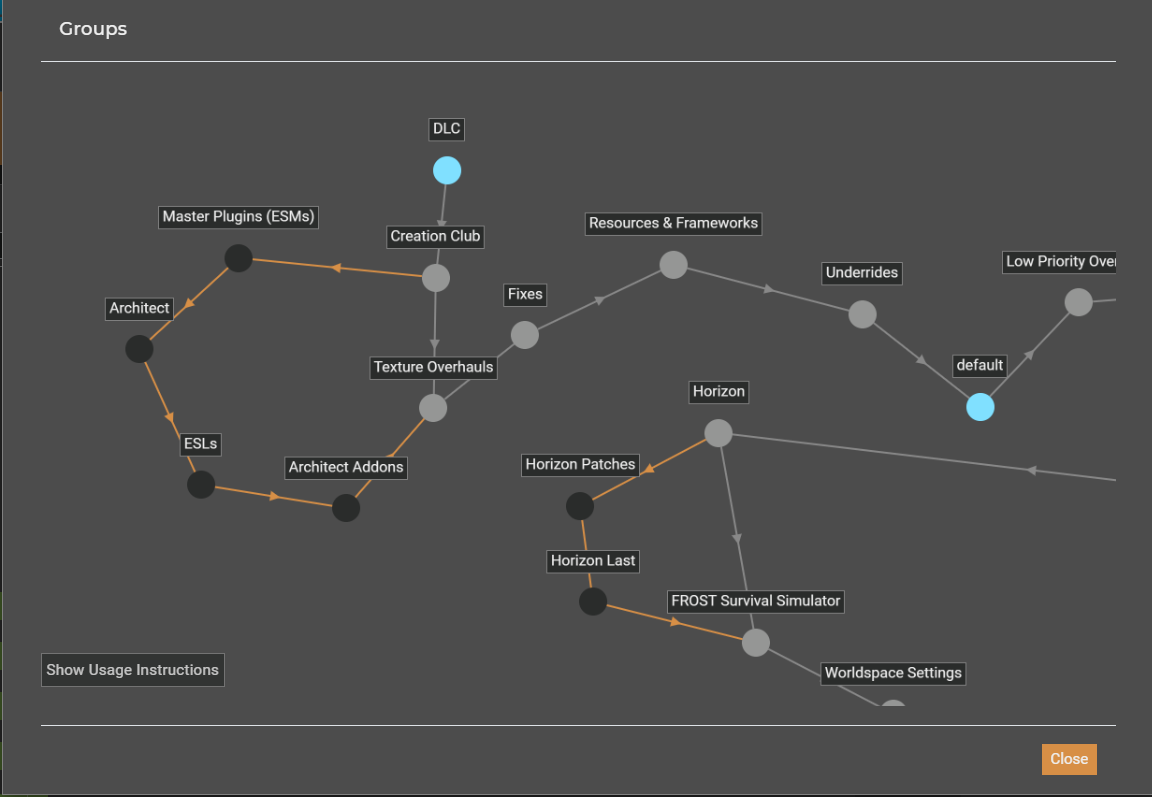 Groups
DLC
Master Plugins (ESMs)
Creation Club
Resources & Frameworks
Underrides
Low Priority Over
Fixes
Architect
Texture Overhauls
default
Horizon
ESLs
Architect Addons
Horizon Patches
Horizon Last
FROST Survival Simulator
Show Usage Instructions
Worldspace Settings
Close